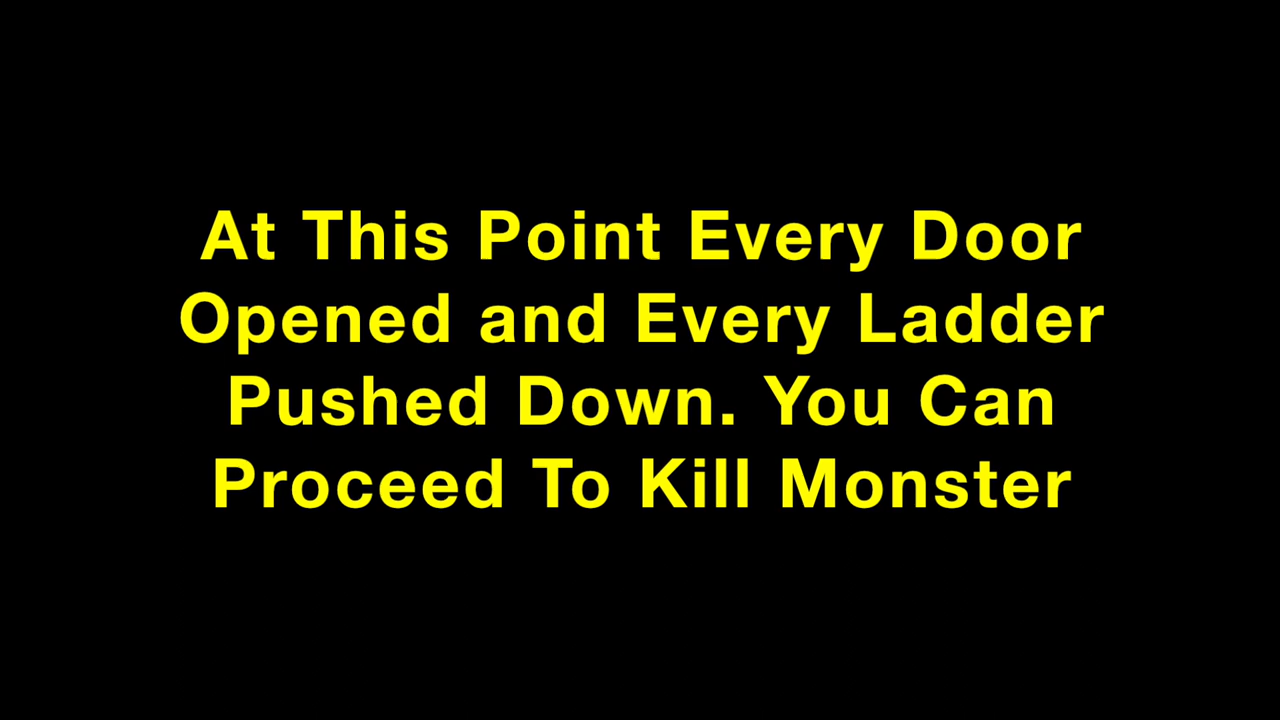 At This Point Every Door
Opened and Every Ladder
Pushed Down. You Can
Proceed To Kill Monster